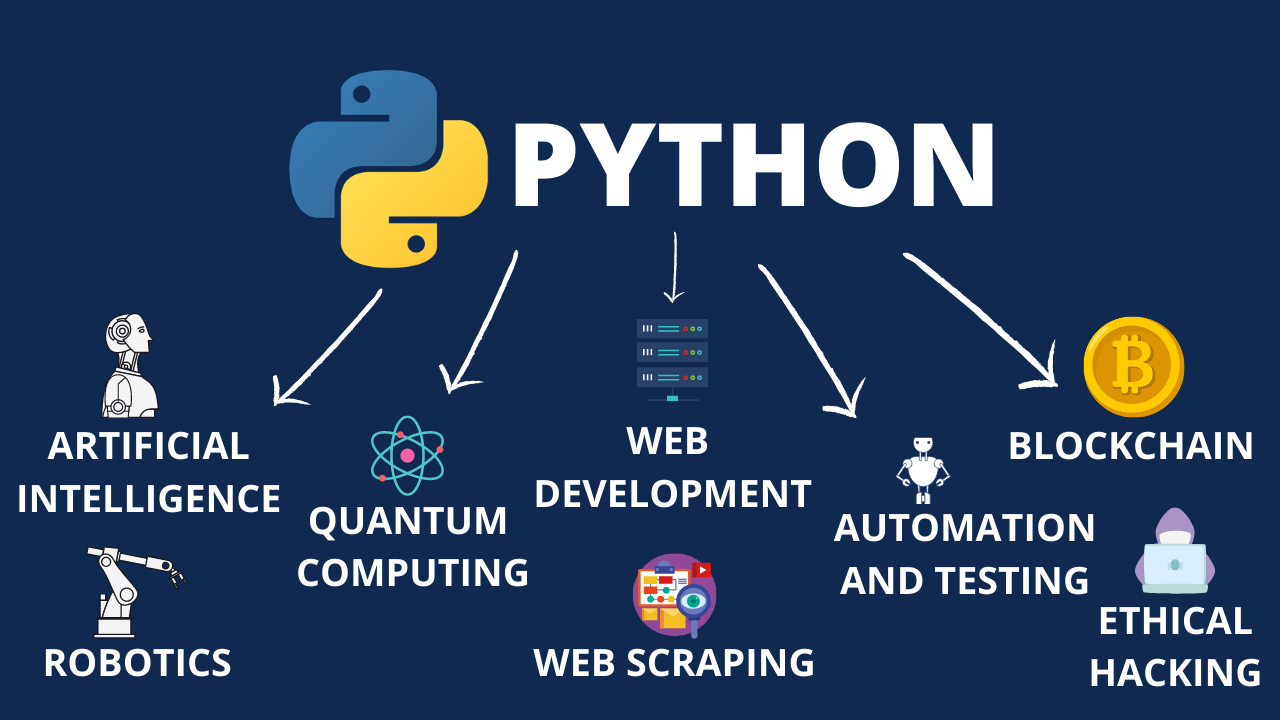 PYTHON
ARTIFICIAL
INTELLIGENCE
QUANTUM
COMPUTING
WEB
DEVELOPMENT
AUTOMATION
AND TESTING
BLOCKCHAIN
ROBOTICS
WEB SCRAPING
ETHICAL
HACKING